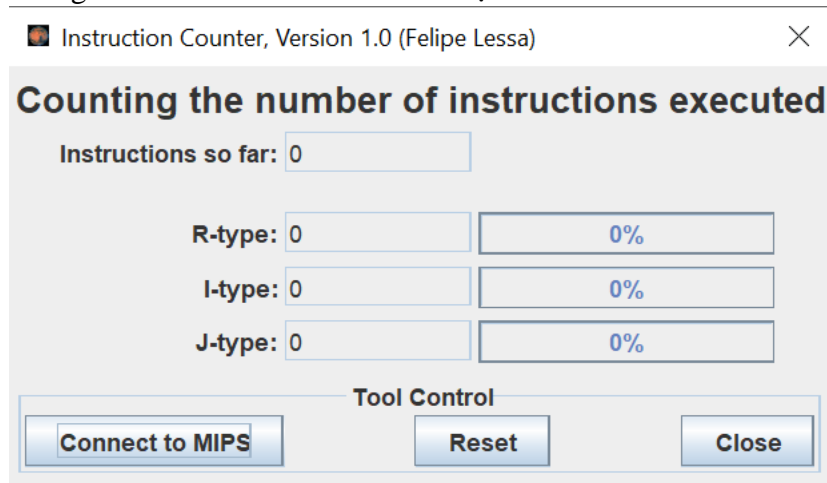 Instruction Counter, Version 1.0 (Felipe Lessa)
Counting the number of instructions executed
Instructions so far: 0
R-type: 0 0%
I-type: 0 0%
J-type: 0 0%
Tool Control
Connect to MIPS Reset Close